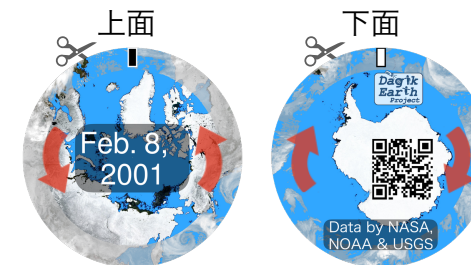 上面
下面
Feb. 8,
2001
Dagik
Earth
Project
Data by NASA,
NOAA & USGS